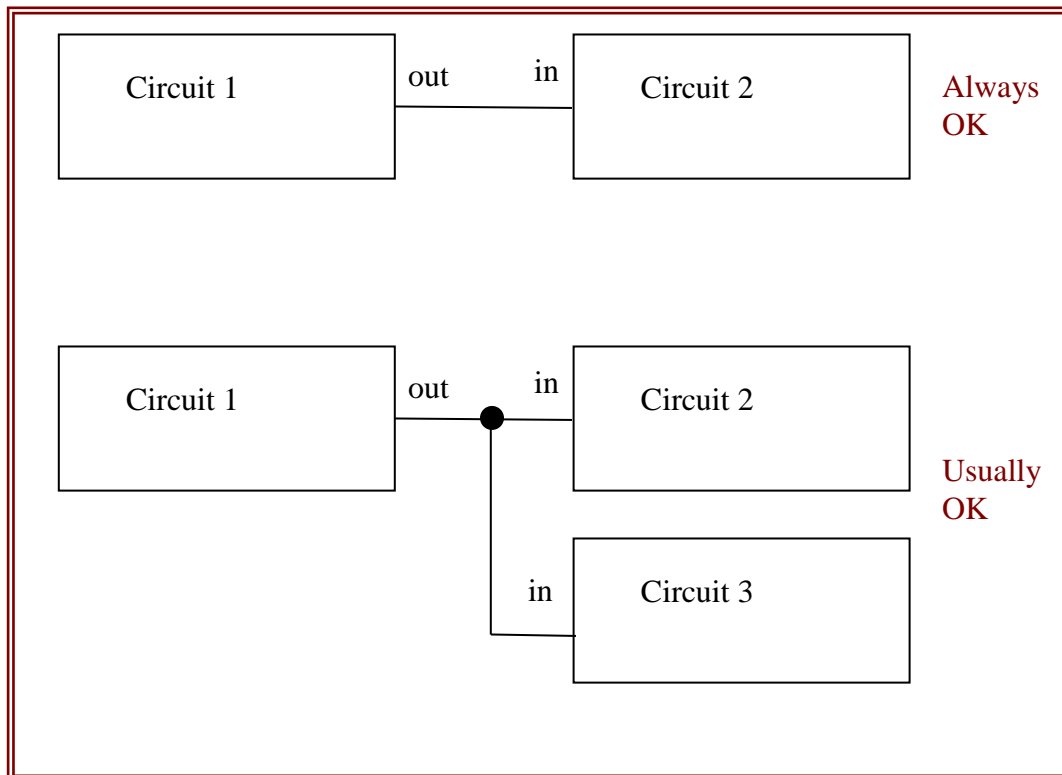 Circuit 1
out
in
Circuit 2
Always
OK
Circuit 1
out
in
Circuit 2
Usually
OK
in
Circuit 3